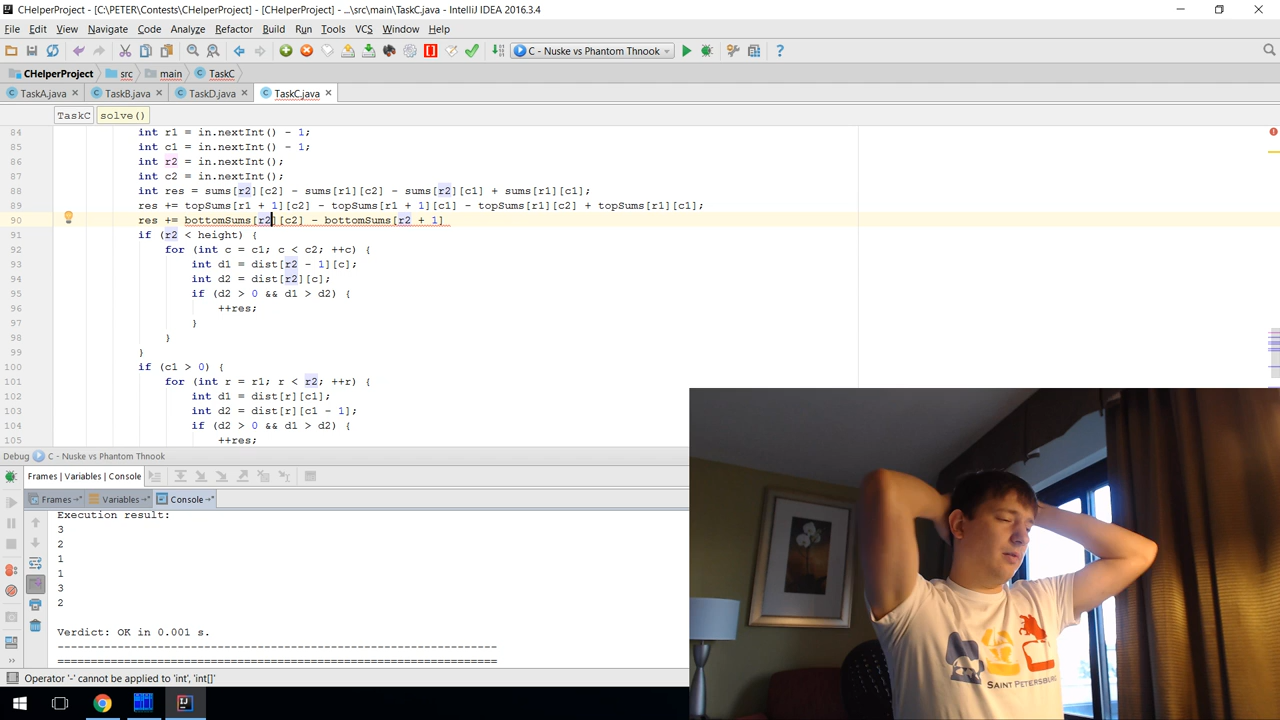 CHelperProject - [C:\PETER\Contests\CHelperProject] - [CHelperProject] - ...\src\main\TaskC.java - IntelliJ IDEA 2016.3.4
File Edit View Navigate Code Analyze Refactor Build Run Tools VCS Window Help
C - Nuske vs Phantom Thnook
CHelperProject src main TaskC
TaskA.java TaskB.java TaskD.java TaskC.java
TaskC solve()
84 int r1 = in.nextInt() - 1;
85 int c1 = in.nextInt() - 1;
86 int r2 = in.nextInt();
87 int c2 = in.nextInt();
88 int res = sums[r2][c2] - sums[r1][c2] - sums[r2][c1] + sums[r1][c1];
89 res += topSums[r1 + 1][c2] - topSums[r1 + 1][c1] - topSums[r1][c2] + topSums[r1][c1];
90 res += bottomSums[r2][c2] - bottomSums[r2 + 1]
91 if (r2 < height) {
92 for (int c = c1; c < c2; ++c) {
93 int d1 = dist[r2 - 1][c];
94 int d2 = dist[r2][c];
95 if (d2 > 0 && d1 > d2) {
96 ++res;
97 }
98 }
99 }
100 if (c1 > 0) {
101 for (int r = r1; r < r2; ++r) {
102 int d1 = dist[r][c1];
103 int d2 = dist[r][c1 - 1];
104 if (d2 > 0 && d1 > d2) {
105 ++res;
Debug C - Nuske vs Phantom Thnook
Frames | Variables | Console
Frames Variables Console
Execution result:
3
2
1
1
3
2
Verdict: OK in 0.001 s.
------------------------------------------------------------------
==================================================================
Operator '-' cannot be applied to 'int', 'int[]'
SAINT PETERSBURG